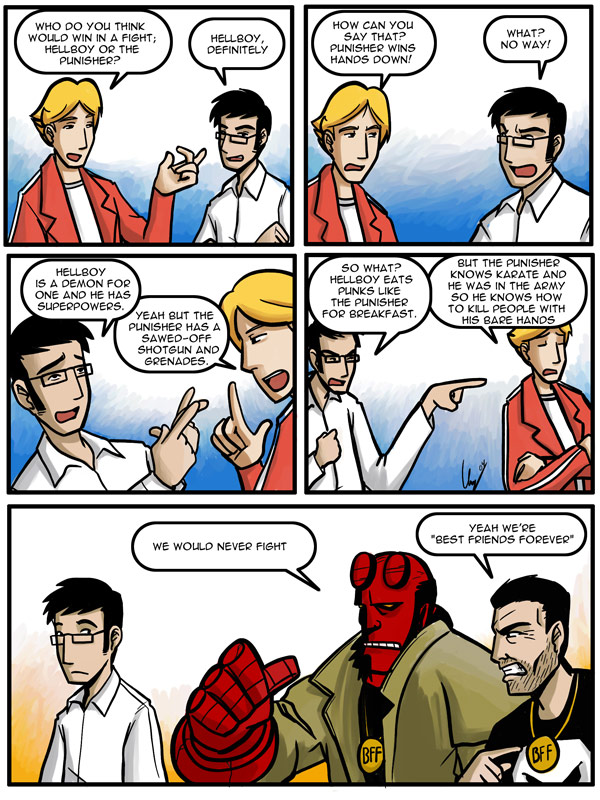 WHO DO YOU THINK
WOULD WIN IN A FIGHT;
HELLBOY OR THE
PUNISHER?
HELLBOY,
DEFINITELY
HOW CAN YOU
SAY THAT?
PUNISHER WINS
HANDS DOWN!
WHAT?
NO WAY!
HELLBOY
IS A DEMON FOR
ONE AND HE HAS
SUPERPOWERS.
YEAH BUT THE
PUNISHER HAS A
SAWED-OFF
SHOTGUN AND
GRENADES.
SO WHAT?
HELLBOY EATS
PUNKS LIKE
THE PUNISHER
FOR BREAKFAST.
BUT THE PUNISHER
KNOWS KARATE AND
HE WAS IN THE ARMY
SO HE KNOWS HOW
TO KILL PEOPLE WITH
HIS BARE HANDS
WE WOULD NEVER FIGHT
YEAH WE'RE
"BEST FRIENDS FOREVER"
BFF
BFF